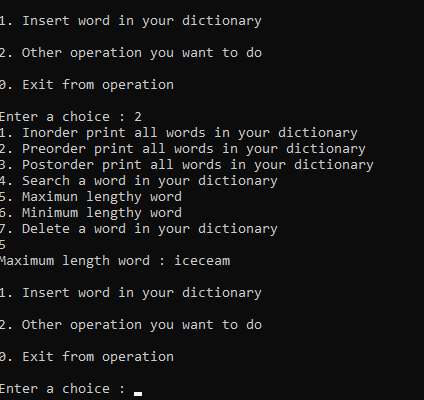 1. Insert word in your dictionary
2. Other operation you want to do
0. Exit from operation
Enter a choice : 2
1. Inorder print all words in your dictionary
2. Preorder print all words in your dictionary
3. Postorder print all words in your dictionary
4. Search a word in your dictionary
5. Maximun lengthy word
6. Minimum lengthy word
7. Delete a word in your dictionary
5
Maximum length word : iceceam
1. Insert word in your dictionary
2. Other operation you want to do
0. Exit from operation
Enter a choice :